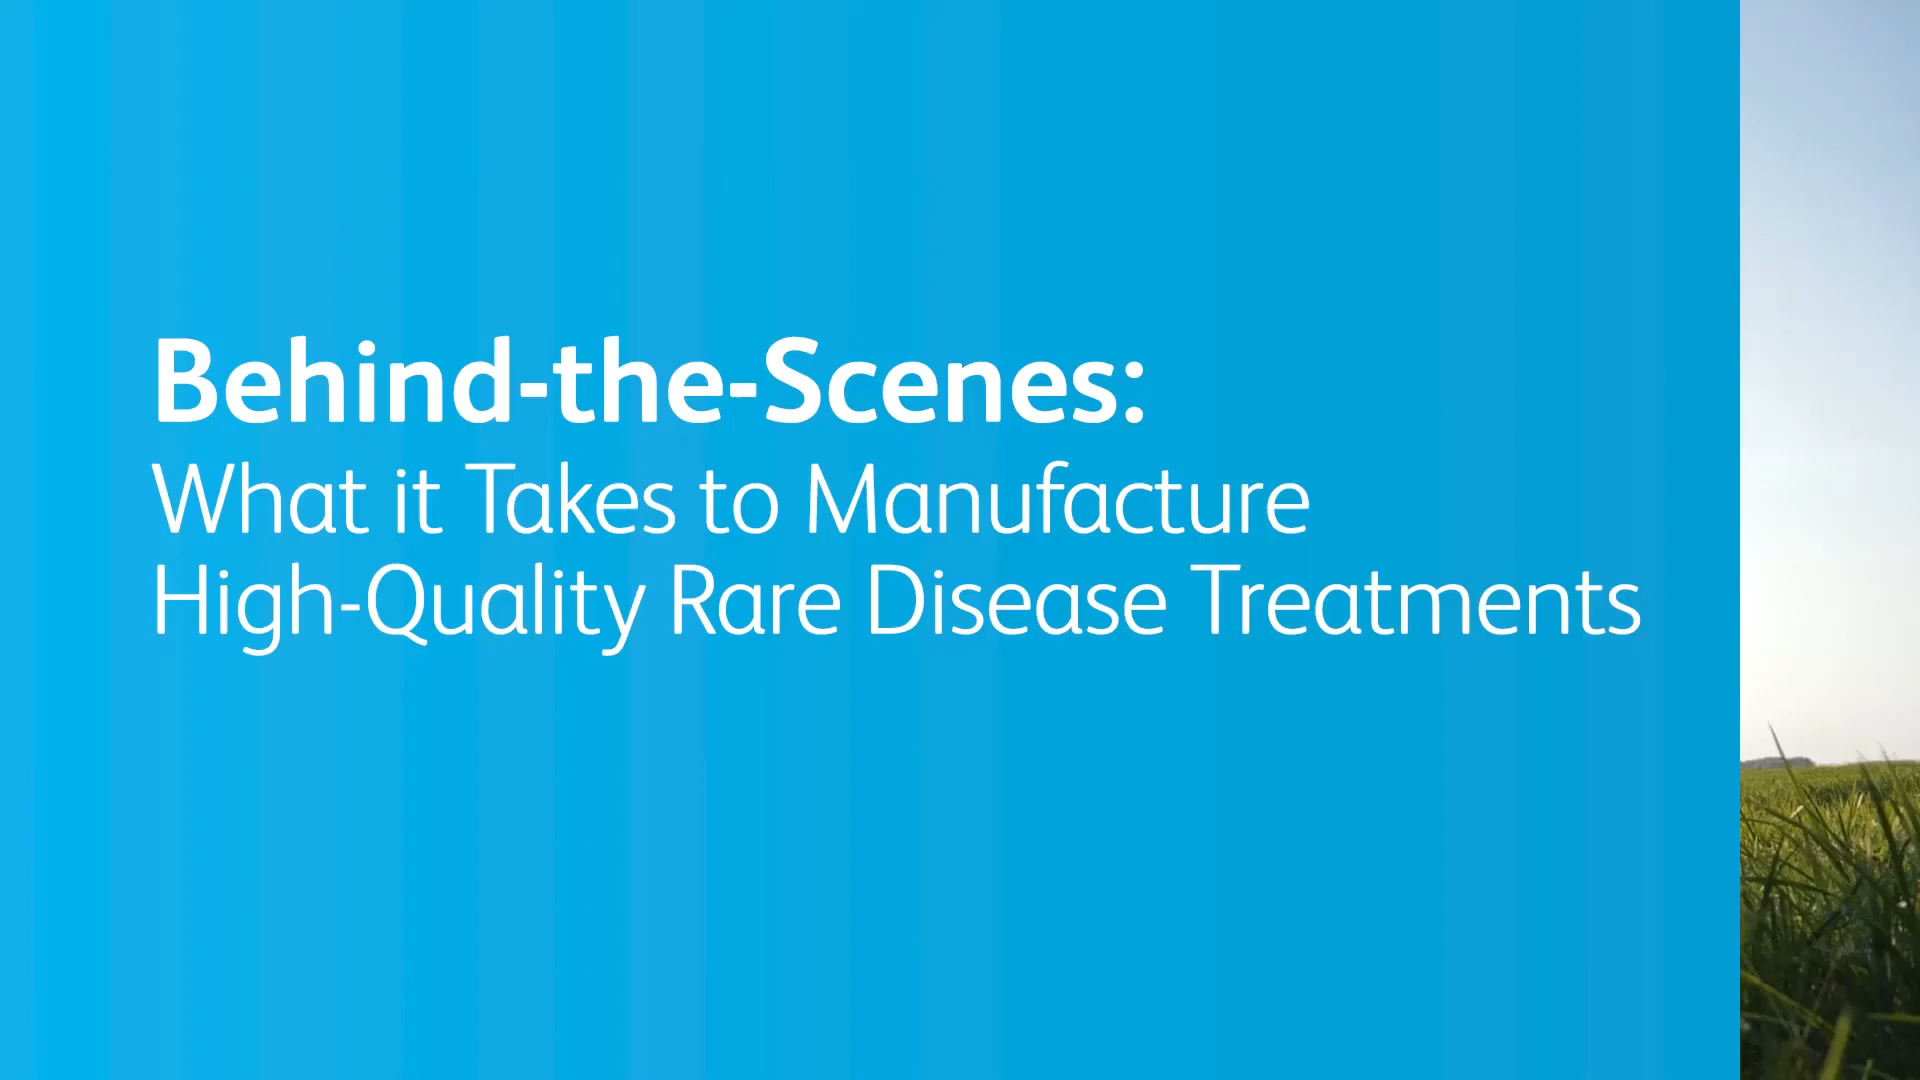 Behind-the-Scenes:
What it Takes to Manufacture
High-Quality Rare Disease Treatments